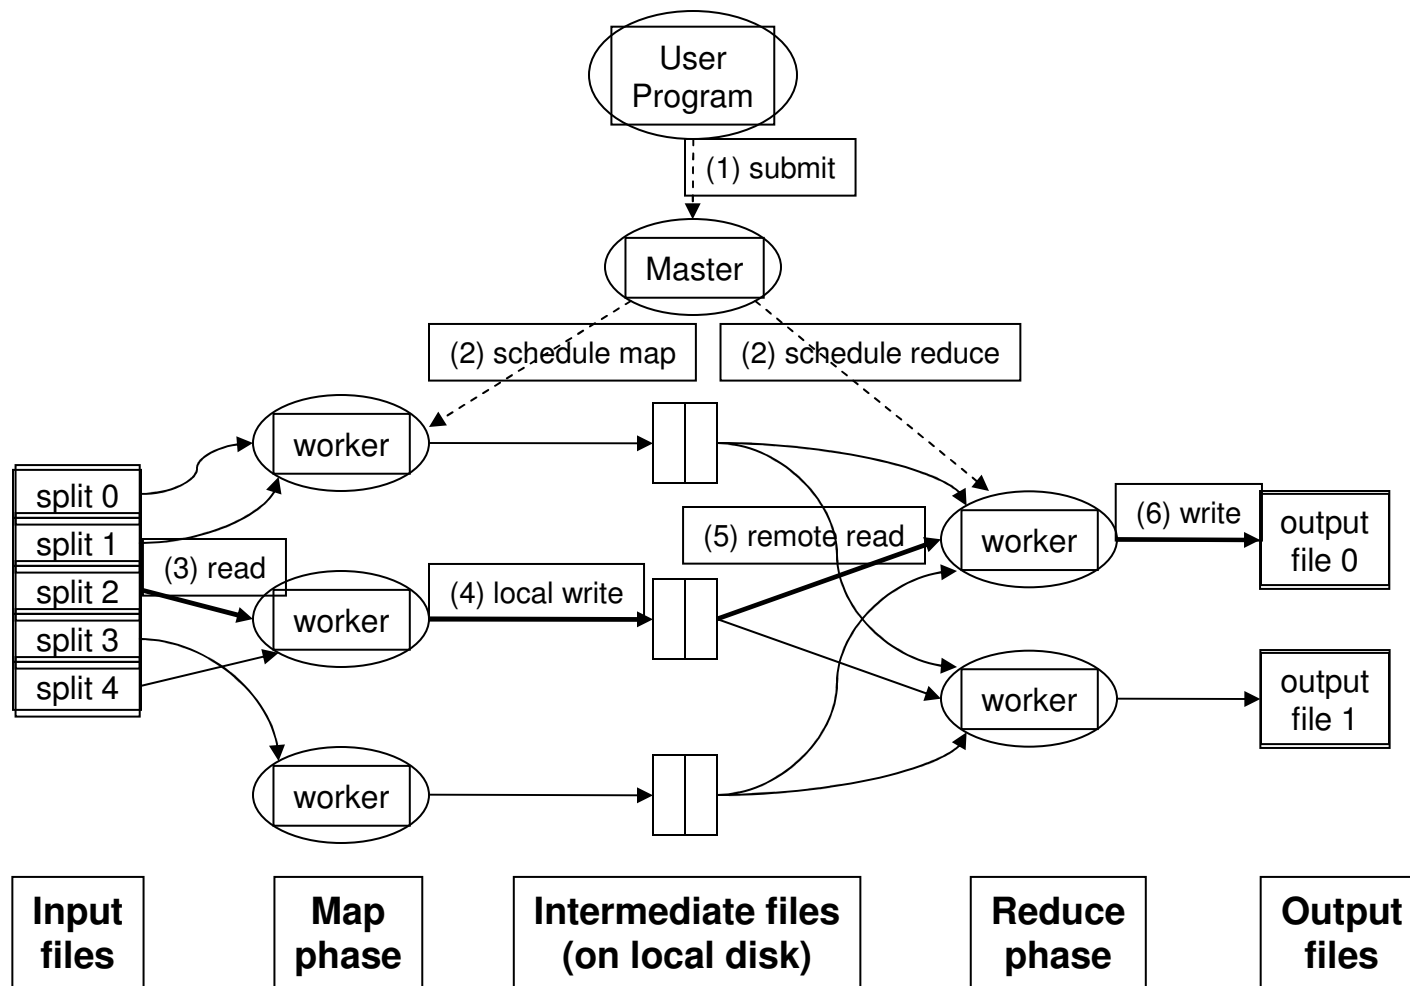 User
Program
(1) submit
Master
(2) schedule map
(2) schedule reduce
worker
split 0
split 1
split 2
split 3
split 4
(3) read
worker
(4) local write
worker
(5) remote read
worker
(6) write
output
file 0
worker
output
file 1
Input
files
Map
phase
Intermediate files
(on local disk)
Reduce
phase
Output
files